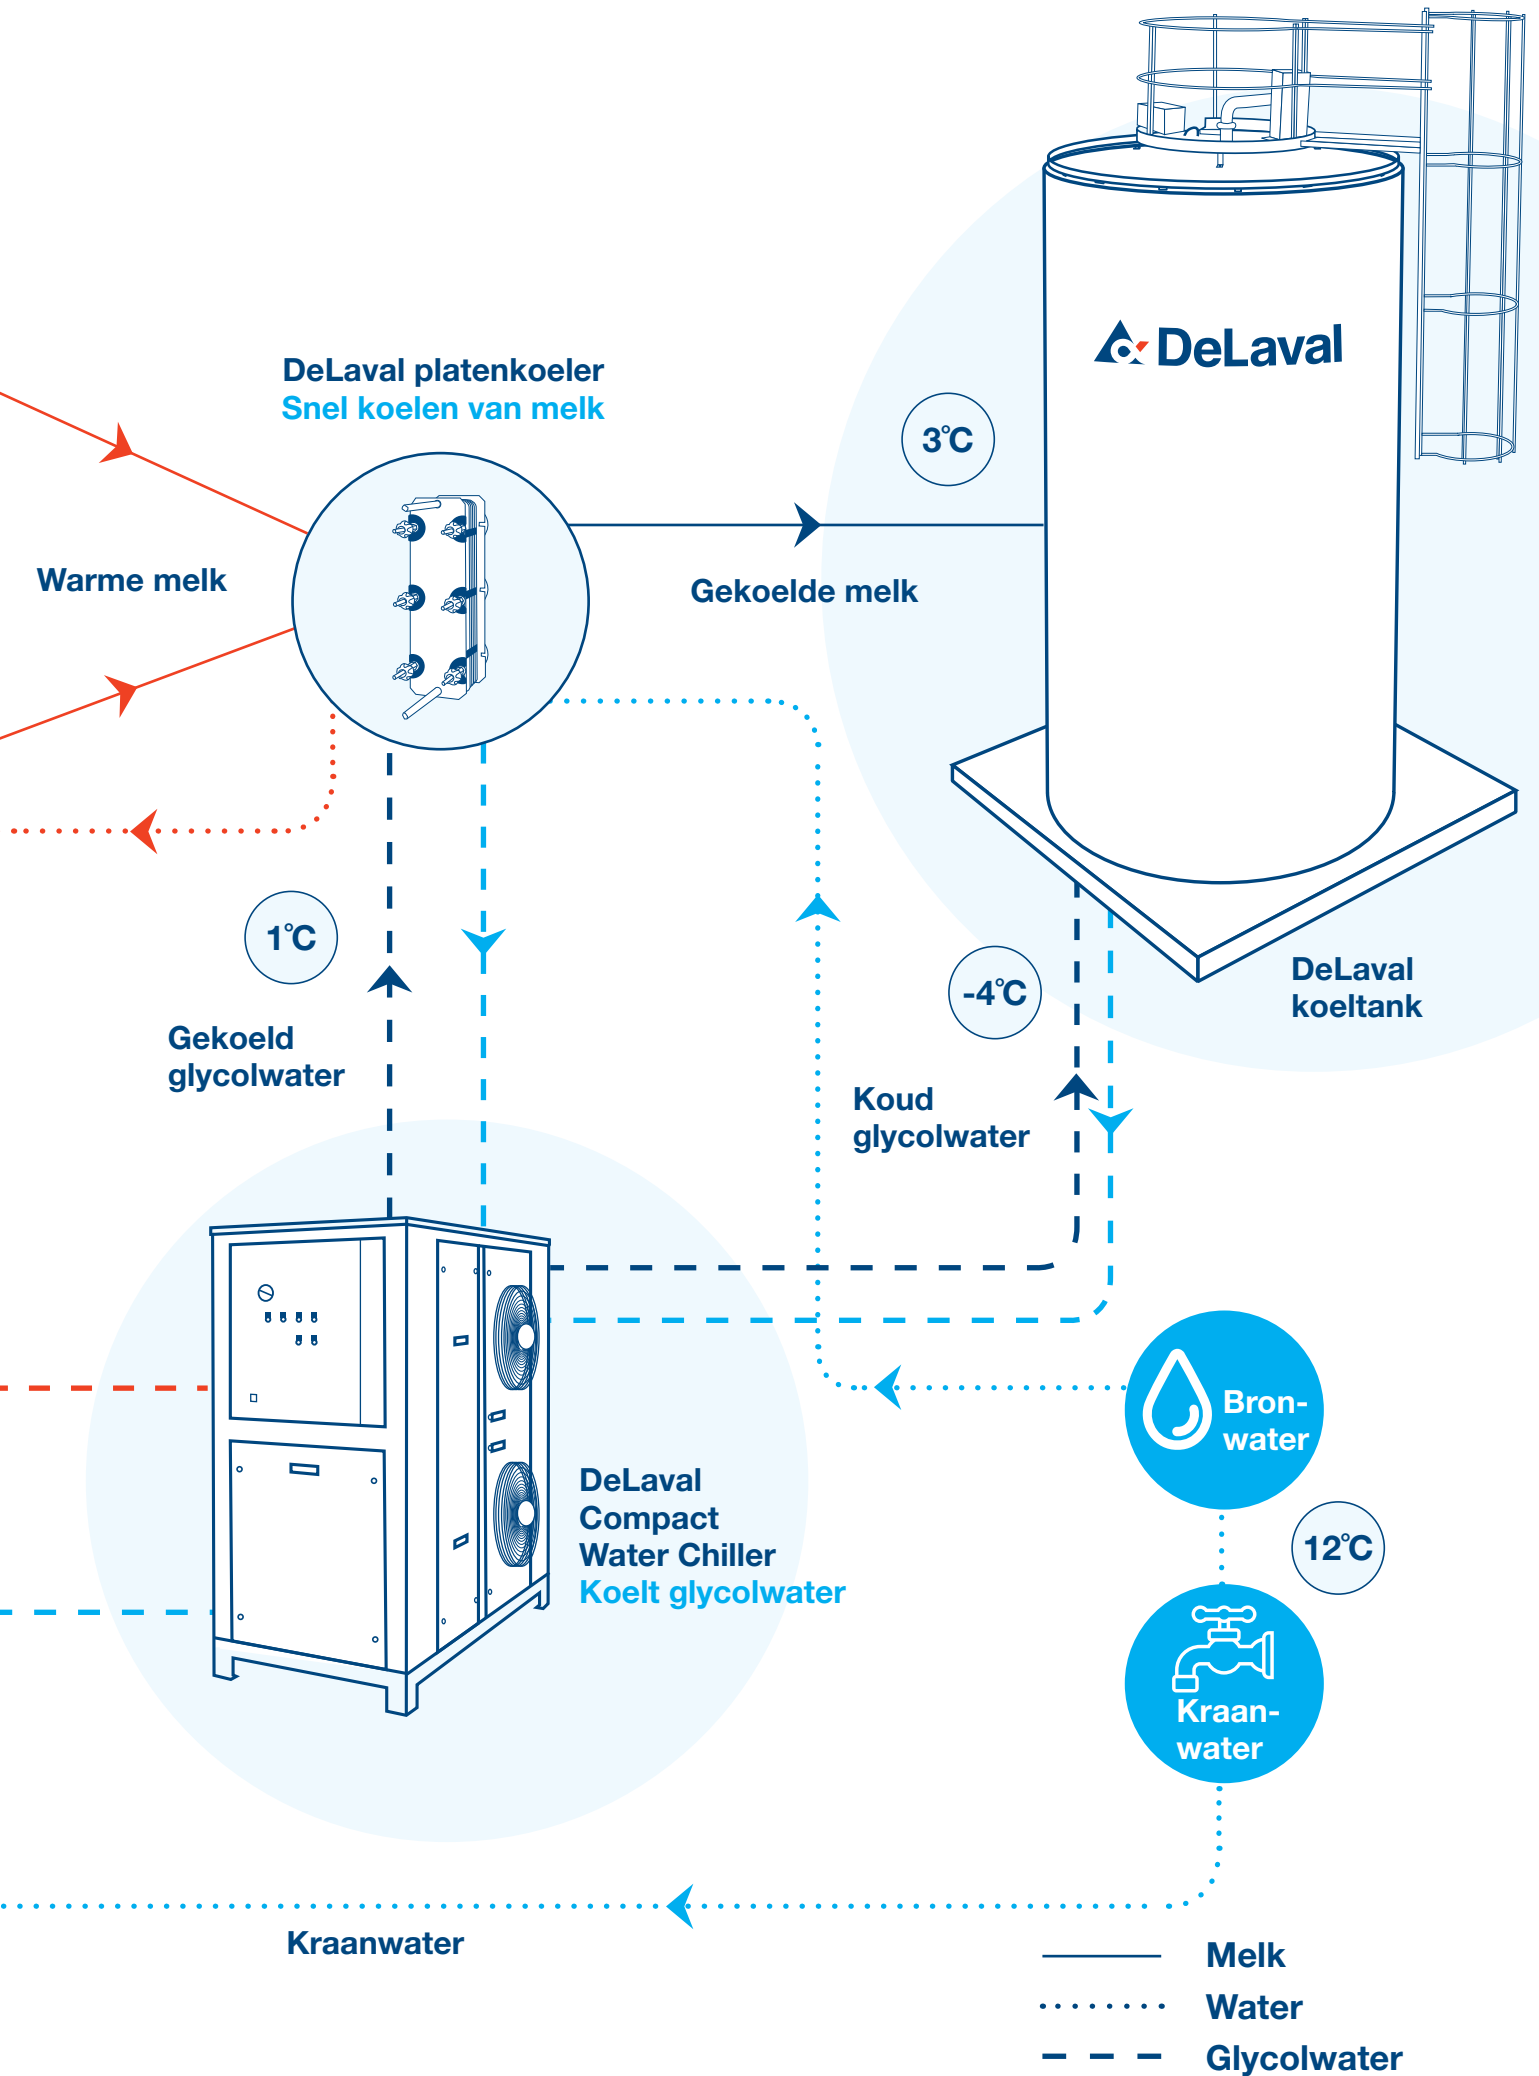 DeLaval
DeLaval platenkoeler
Snel koelen van melk
3°C
Warme melk
Gekoelde melk
1°C
-4°C
DeLaval
koeltank
Gekoeld
glycolwater
Koud
glycolwater
Bron-
water
DeLaval
Compact
Water Chiller
Koelt glycolwater
12°C
Kraan-
water
Kraanwater
Melk
Water
Glycolwater